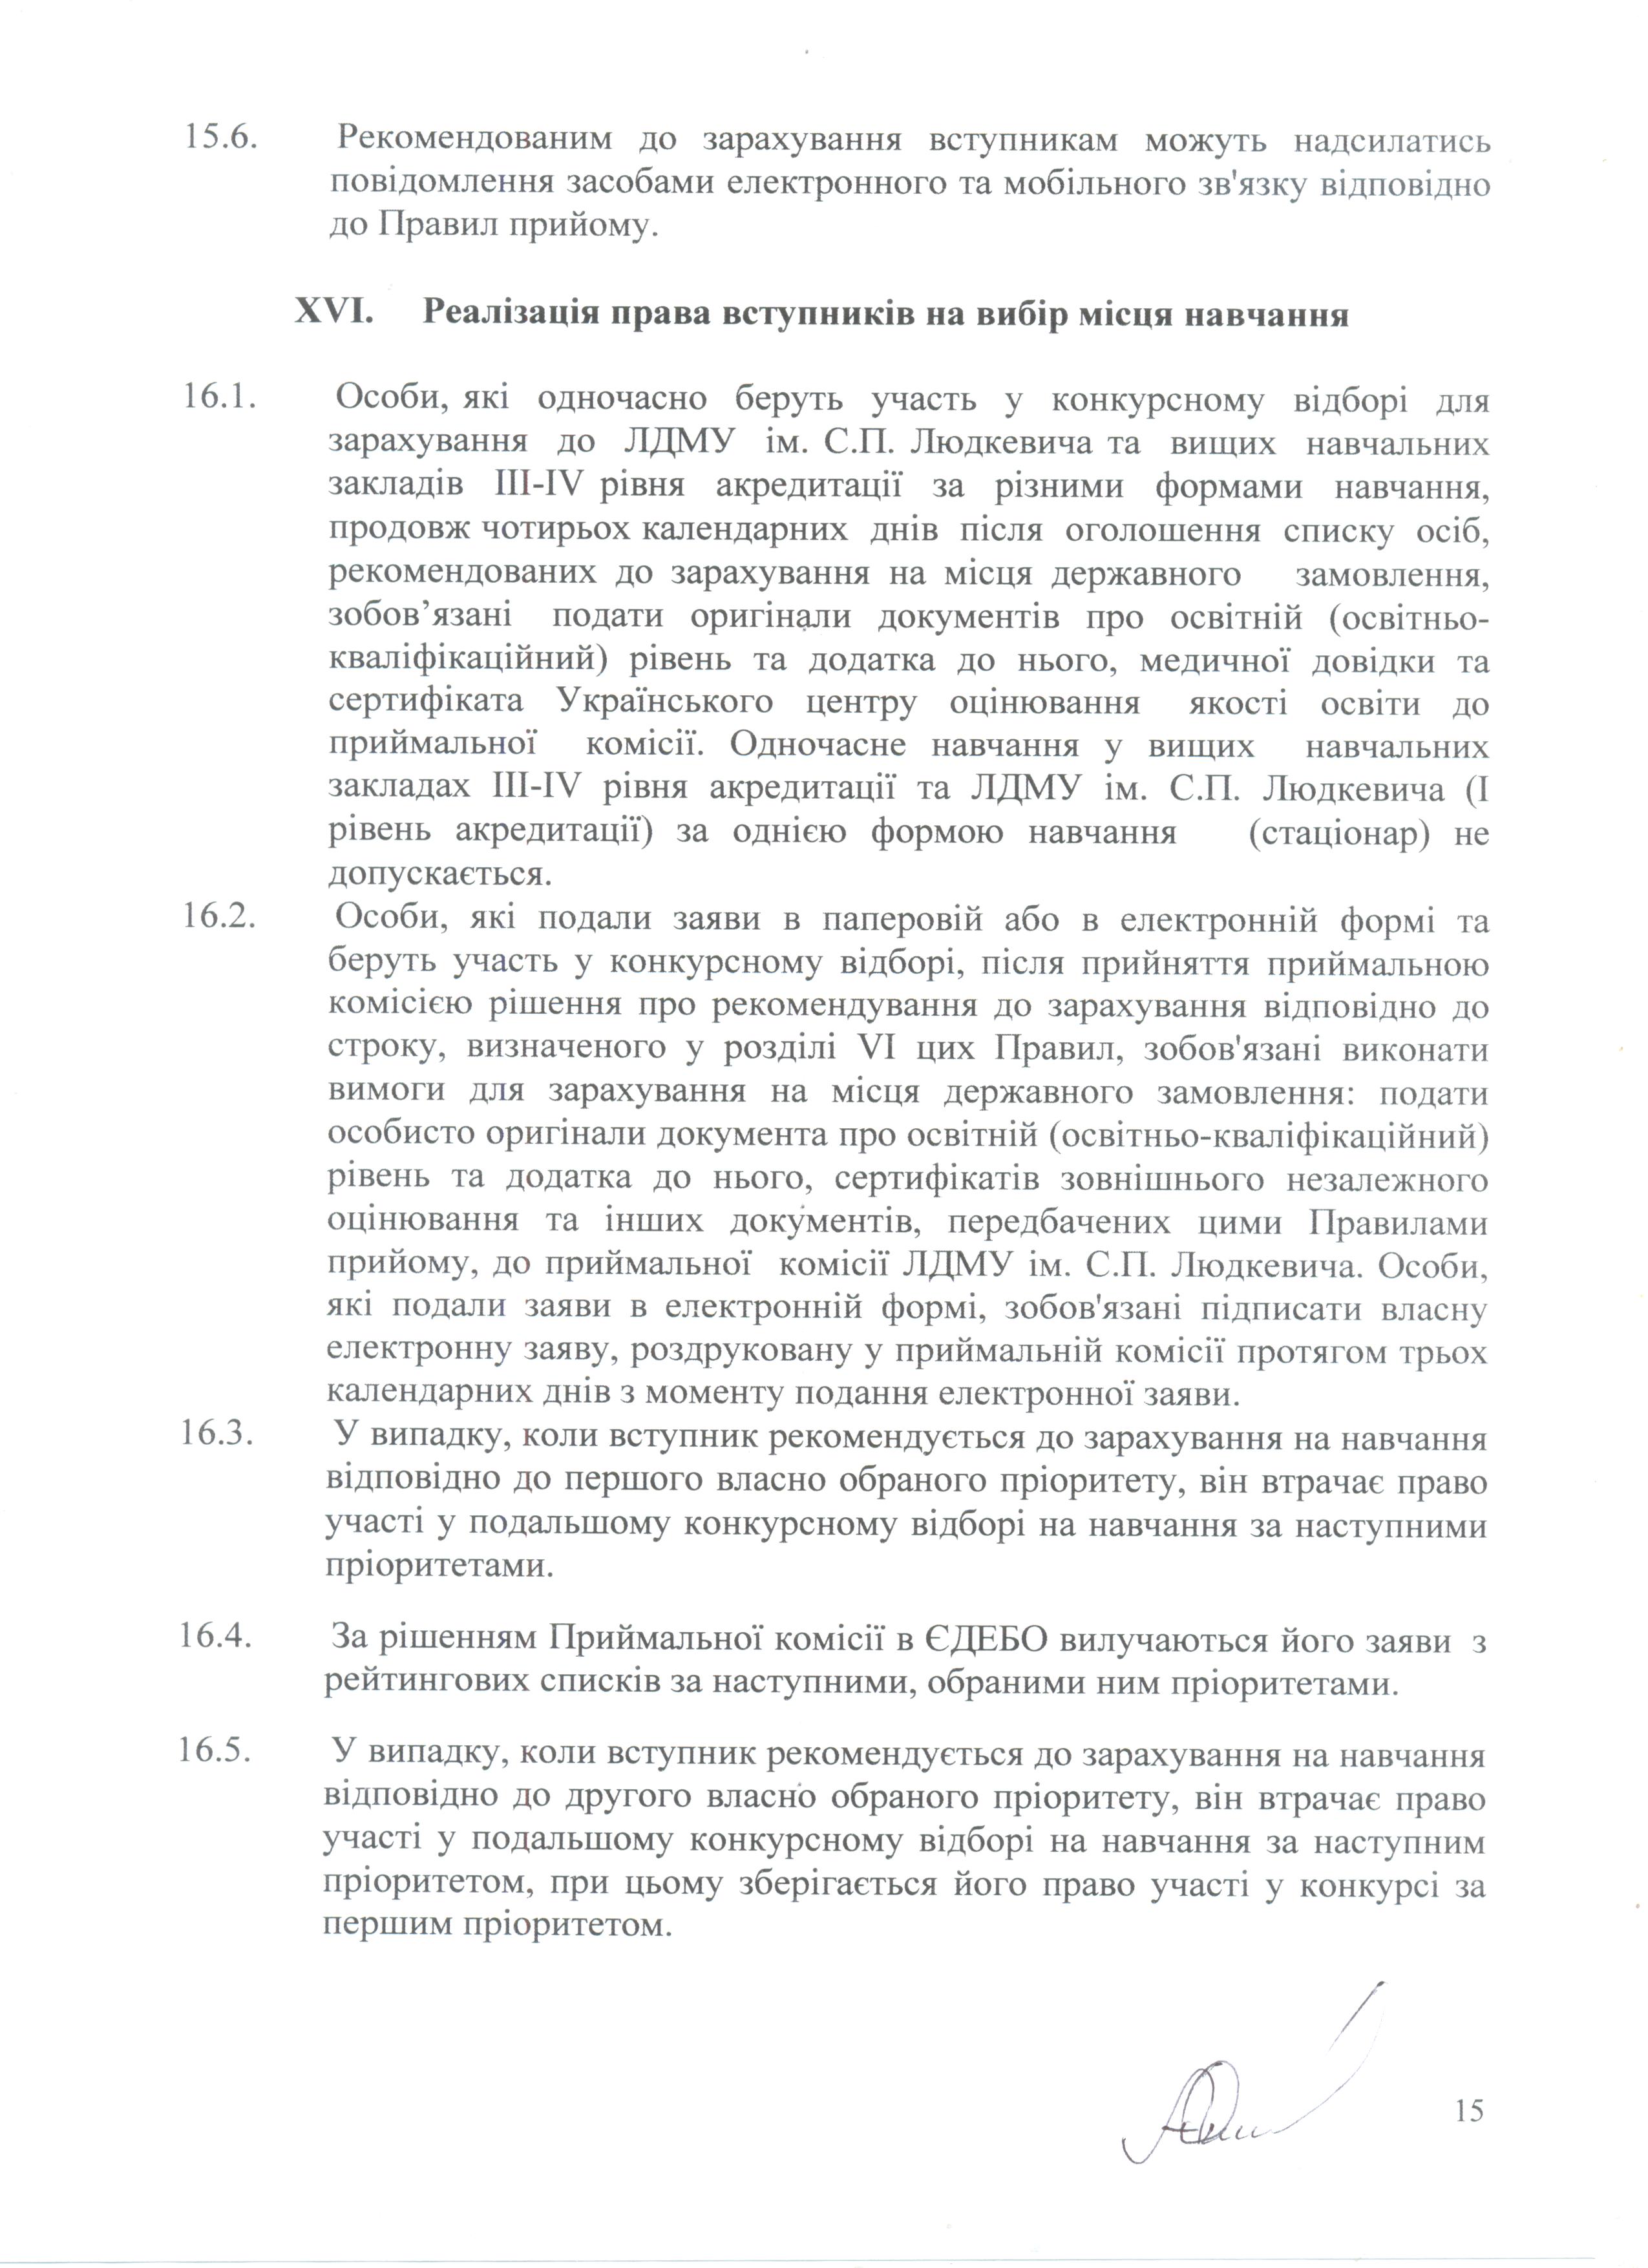 15.6. Рекомендованим до зарахування вступникам можуть надсилатись
повідомлення засобами електронного та мобільного зв'язку відповідно
до Правил прийому.
XVI. Реалізація права вступників на вибір місця навчання
16.1. Особи, які одночасно беруть участь у конкурсному відборі для
зарахування до ЛДМУ ім. С.П. Людкевича та вищих навчальних
закладів III-IV рівня акредитації за різними формами навчання,
продовж чотирьох календарних днів після оголошення списку осіб,
рекомендованих до зарахування на місця державного замовлення,
зобов’язані подати оригінали документів про освітній (освітньо-
кваліфікаційний) рівень та додатка до нього, медичної довідки та
сертифіката Українського центру оцінювання якості освіти до
приймальної комісії. Одночасне навчання у вищих навчальних
закладах III-IV рівня акредитації та ЛДМУ ім. С.П. Людкевича (І
рівень акредитації) за однією формою навчання (стаціонар) не
допускається.
16.2. Особи, які подали заяви в паперовій або в електронній формі та
беруть участь у конкурсному відборі, після прийняття приймальною
комісією рішення про рекомендування до зарахування відповідно до
строку, визначеного у розділі VI цих Правил, зобов'язані виконати
вимоги для зарахування на місця державного замовлення: подати
особисто оригінали документа про освітній (освітньо-кваліфікаційний)
рівень та додатка до нього, сертифікатів зовнішнього незалежного
оцінювання та інших документів, передбачених цими Правилами
прийому, до приймальної комісії ЛДМУ ім. С.П. Людкевича. Особи,
які подали заяви в електронній формі, зобов'язані підписати власну
електронну заяву, роздруковану у приймальній комісії протягом трьох
календарних днів з моменту подання електронної заяви.
16.3. У випадку, коли вступник рекомендується до зарахування на навчання
відповідно до першого власно обраного пріоритету, він втрачає право
участі у подальшому конкурсному відборі на навчання за наступними
пріоритетами.
16.4. За рішенням Приймальної комісії в ЄДЕБО вилучаються його заяви з
рейтингових списків за наступними, обраними ним пріоритетами.
16.5. У випадку, коли вступник рекомендується до зарахування на навчання
відповідно до другого власно обраного пріоритету, він втрачає право
участі у подальшому конкурсному відборі на навчання за наступним
пріоритетом, при цьому зберігається його право участі у конкурсі за
першим пріоритетом.
15